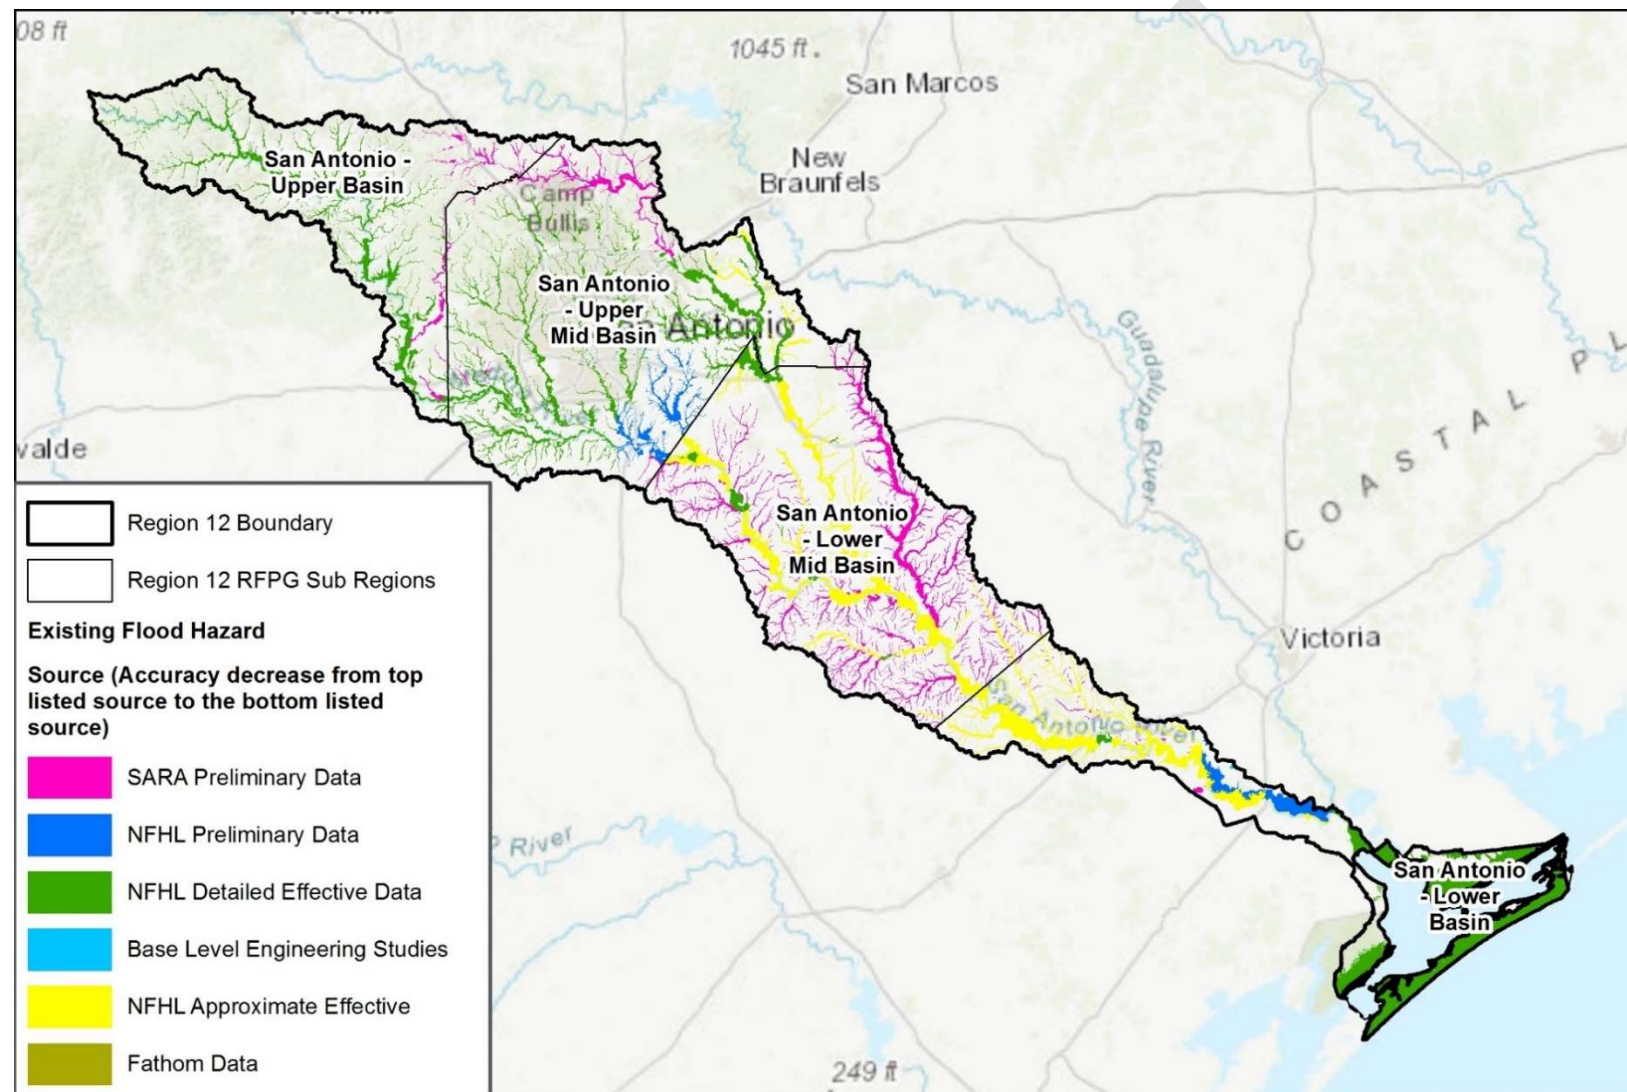 08 ft
1045 ft.
San Marcos
New
Braunfels
San Antonio -
Upper Basin
Camp
Bullis
San Antonio
- Upper
Mid Basin
Antonio
Guadalupe River
COASTAL PL
valde
San Antonio
- Lower
Mid Basin
Victoria
San Antonio River
River
San Antonio
- Lower
Basin
249 ft
Region 12 Boundary
Region 12 RFPG Sub Regions
Existing Flood Hazard
Source (Accuracy decrease from top
listed source to the bottom listed
source)
SARA Preliminary Data
NFHL Preliminary Data
NFHL Detailed Effective Data
Base Level Engineering Studies
NFHL Approximate Effective
Fathom Data